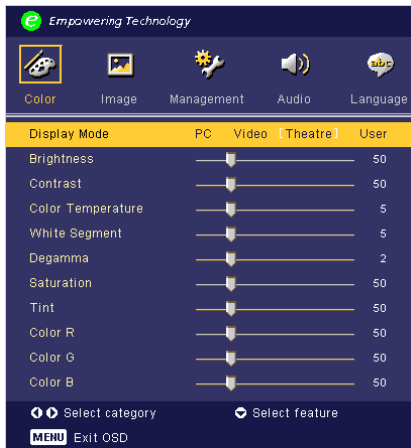 e Empowering Technology
Color Image Management Audio Language
abc
Display Mode PC Video [Theatre] User
Brightness 50
Contrast 50
Color Temperature 5
White Segment 5
Degamma 2
Saturation 50
Tint 50
Color R 50
Color G 50
Color B 50
Select category Select feature
MENU Exit OSD